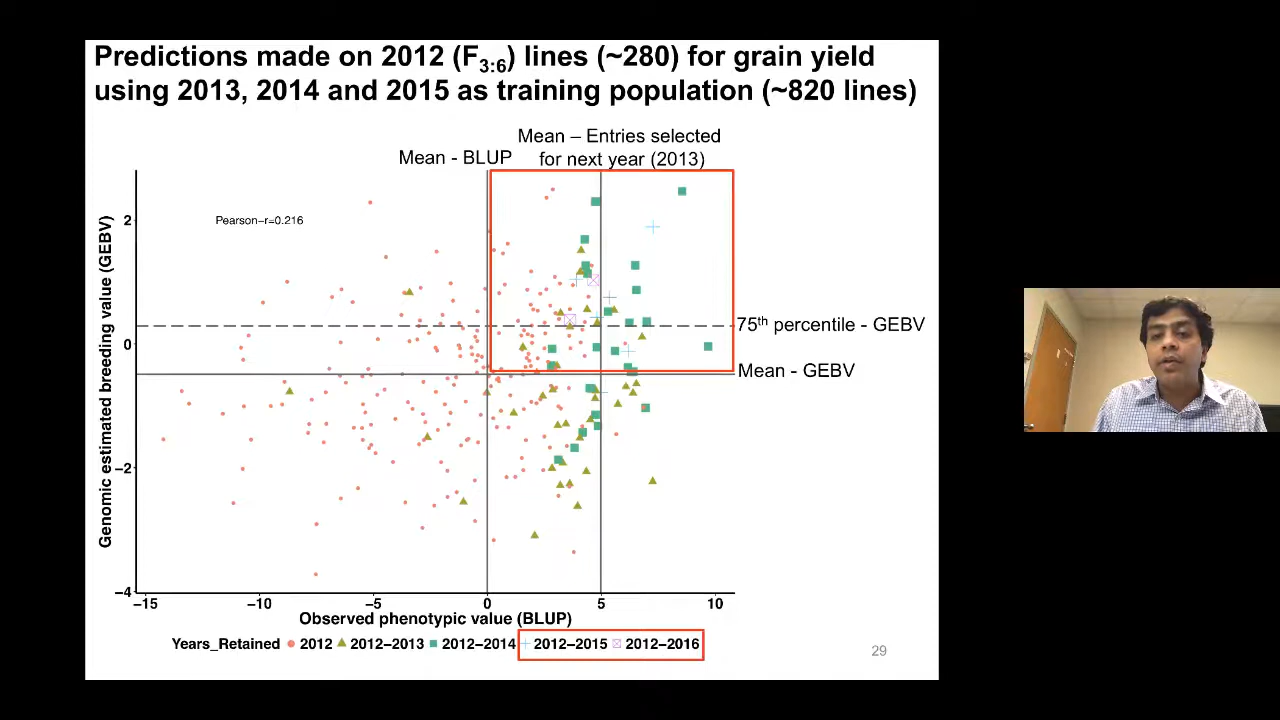 Predictions made on 2012 (F3:6) lines (~280) for grain yield
using 2013, 2014 and 2015 as training population (~820 lines)
Mean – Entries selected
for next year (2013)
Mean - BLUP
Pearson−r=0.216
Genomic estimated breeding value (GEBV)
2
0
−2
−4
75th percentile - GEBV
Mean - GEBV
−15 −10 −5 0 5 10
Observed phenotypic value (BLUP)
Years_Retained 2012 2012−2013 2012−2014 2012−2015 2012−2016
29